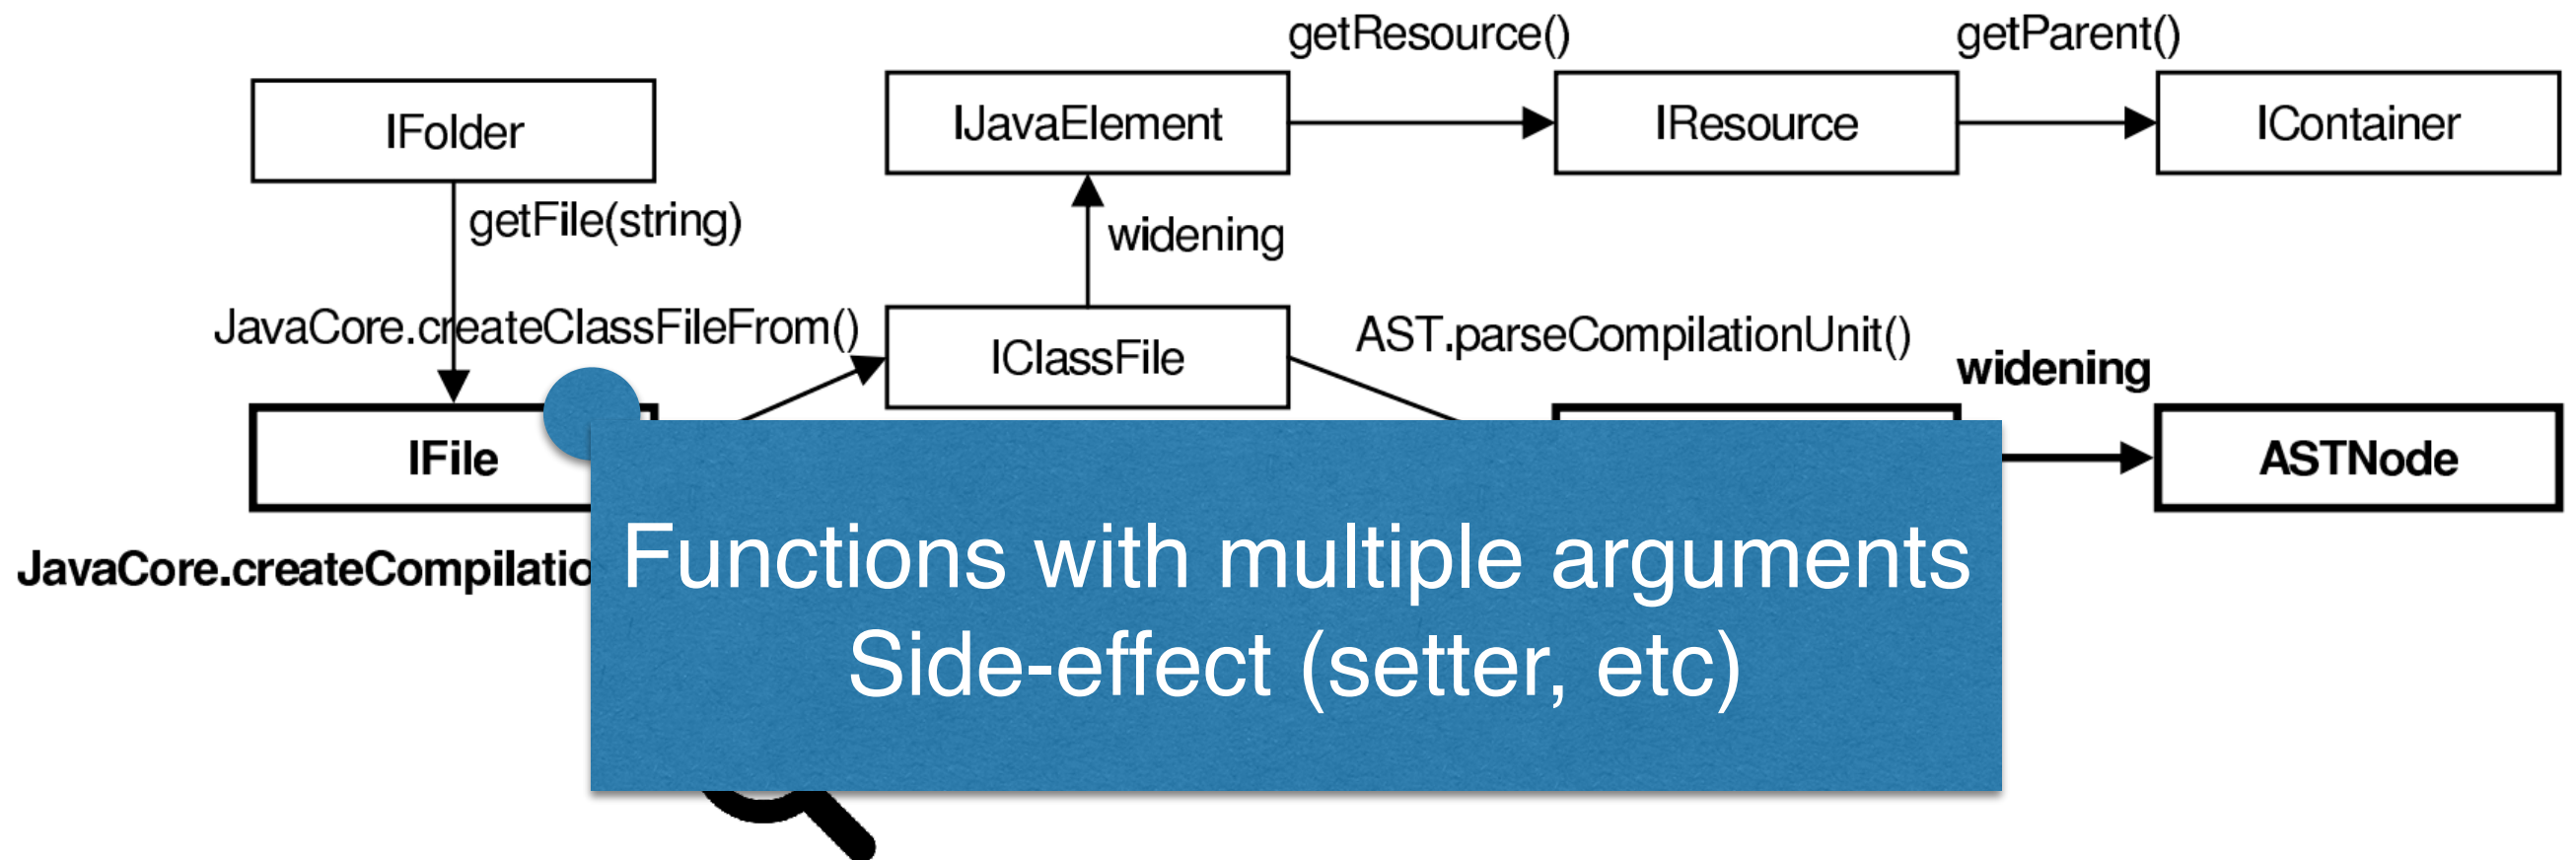 getResource()
getParent()
IFolder
IJavaElement
IResource
IContainer
getFile(string)
widening
JavaCore.createClassFileFrom()
IClassFile
AST.parseCompilationUnit()
widening
IFile
ASTNode
JavaCore.createCompilatio
Functions with multiple arguments
Side-effect (setter, etc)